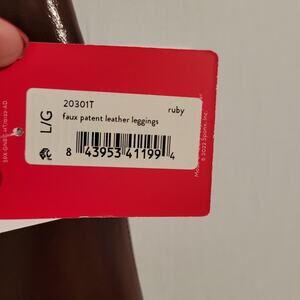 20301T
ruby
faux patent leather leggings
L/G
8 43953 41199 4